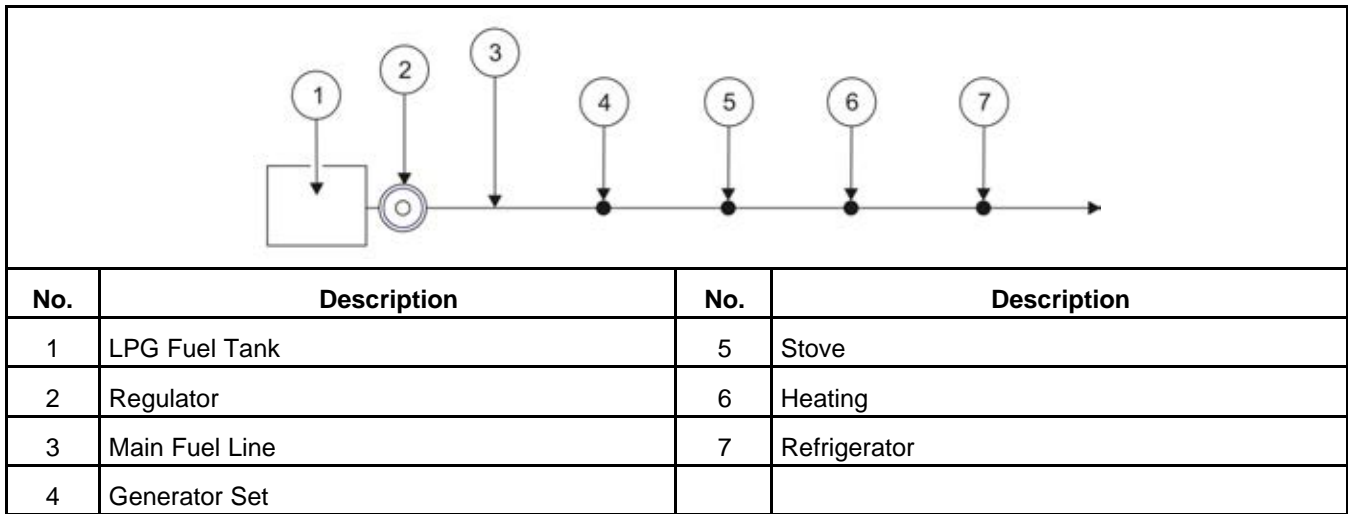 1
2
3
4
5
6
7
No. Description No. Description
1 LPG Fuel Tank 5 Stove
2 Regulator 6 Heating
3 Main Fuel Line 7 Refrigerator
4 Generator Set